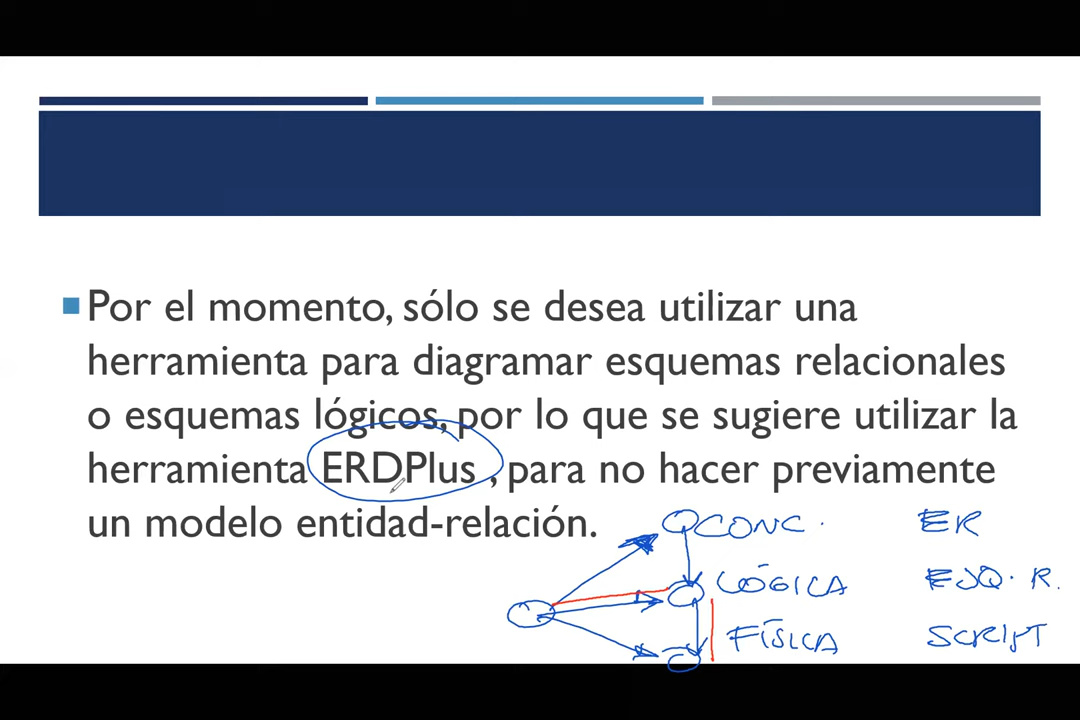 Por el momento, sólo se desea utilizar una
herramienta para diagramar esquemas relacionales
o esquemas lógicos, por lo que se sugiere utilizar la
herramienta ERDPlus , para no hacer previamente
un modelo entidad-relación.
CONC. ER
LÓGICA ESQ. R.
FÍSICA SCRIPT